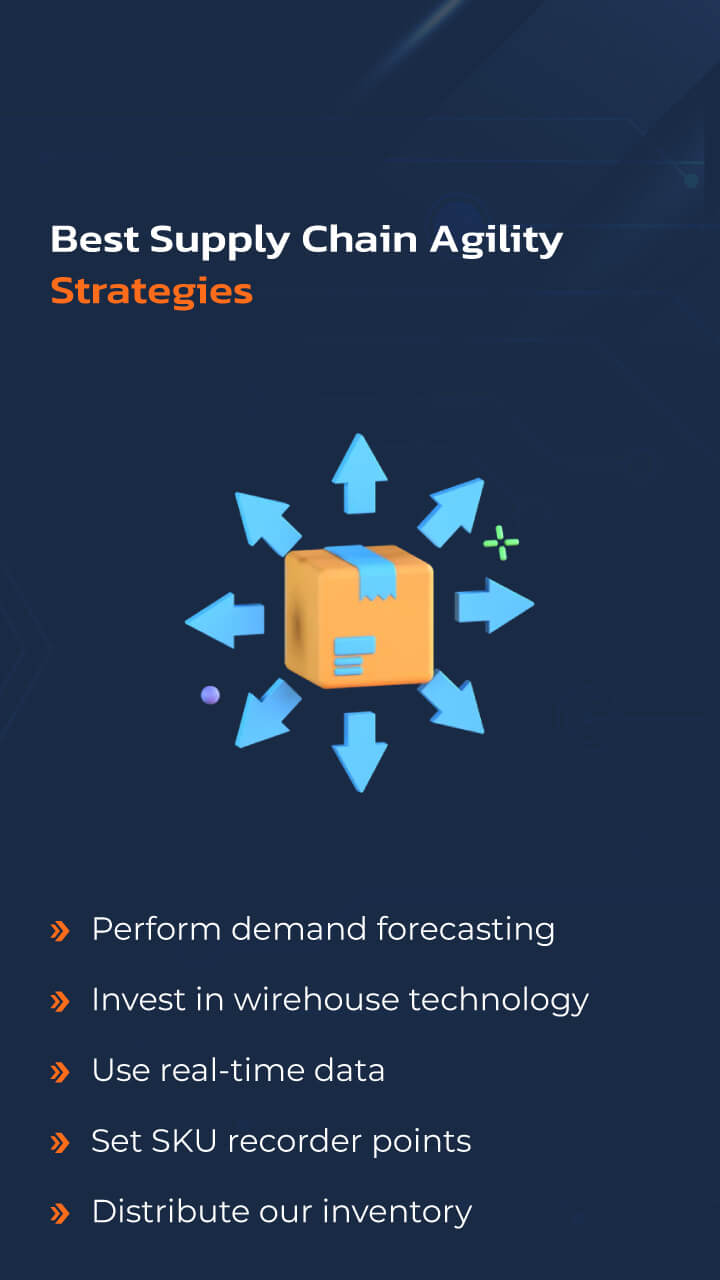 Best Supply Chain Agility
Strategies
Perform demand forecasting
Invest in wirehouse technology
Use real-time data
Set SKU recorder points
Distribute our inventory